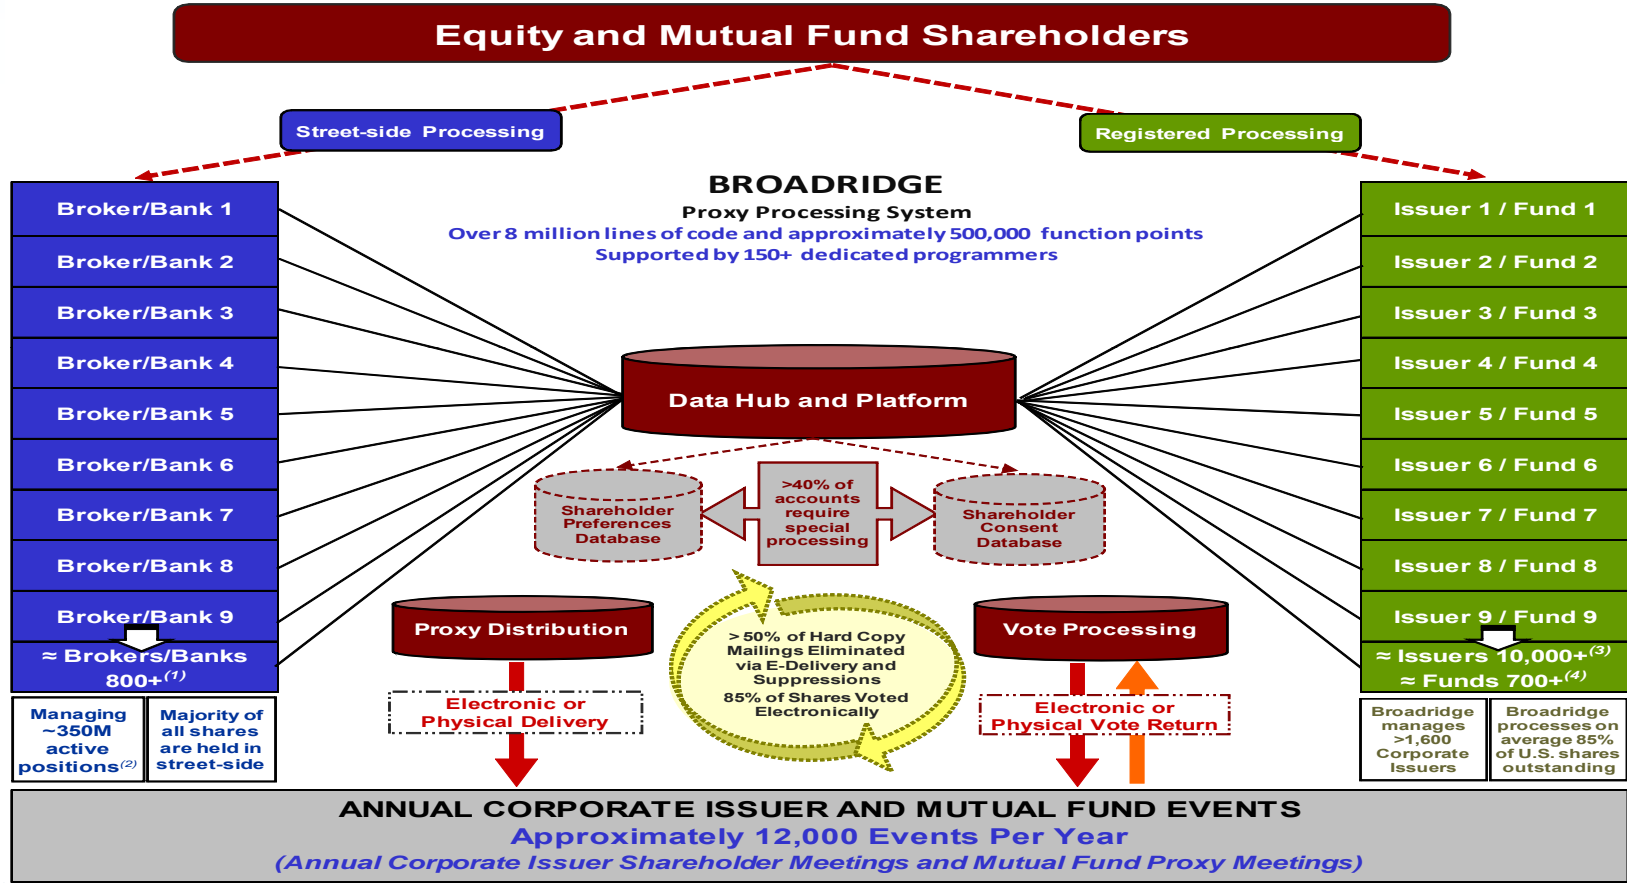 Equity and Mutual Fund Shareholders
Street-side Processing
Registered Processing
BROADRIDGE
Proxy Processing System
Over 8 million lines of code and approximately 500,000 function points
Supported by 150+ dedicated programmers
Broker/Bank 1
Broker/Bank 2
Broker/Bank 3
Broker/Bank 4
Broker/Bank 5
Broker/Bank 6
Broker/Bank 7
Broker/Bank 8
Broker/Bank 9
≈ Brokers/Banks
800+(1)
Managing
~350M
active
positions(2)
Majority of
all shares
are held in
street-side
Data Hub and Platform
Shareholder
Preferences
Database
>40% of
accounts
require
special
processing
Shareholder
Consent
Database
Proxy Distribution
Electronic or
Physical Delivery
> 50% of Hard Copy
Mailings Eliminated
via E-Delivery and
Suppressions
85% of Shares Voted
Electronically
Vote Processing
Electronic or
Physical Vote Return
Issuer 1 / Fund 1
Issuer 2 / Fund 2
Issuer 3 / Fund 3
Issuer 4 / Fund 4
Issuer 5 / Fund 5
Issuer 6 / Fund 6
Issuer 7 / Fund 7
Issuer 8 / Fund 8
Issuer 9 / Fund 9
≈ Issuers 10,000+(3)
≈ Funds 700+(4)
Broadridge
manages
>1,600
Corporate
Issuers
Broadridge
processes on
average 85%
of U.S. shares
outstanding
ANNUAL CORPORATE ISSUER AND MUTUAL FUND EVENTS
Approximately 12,000 Events Per Year
(Annual Corporate Issuer Shareholder Meetings and Mutual Fund Proxy Meetings)